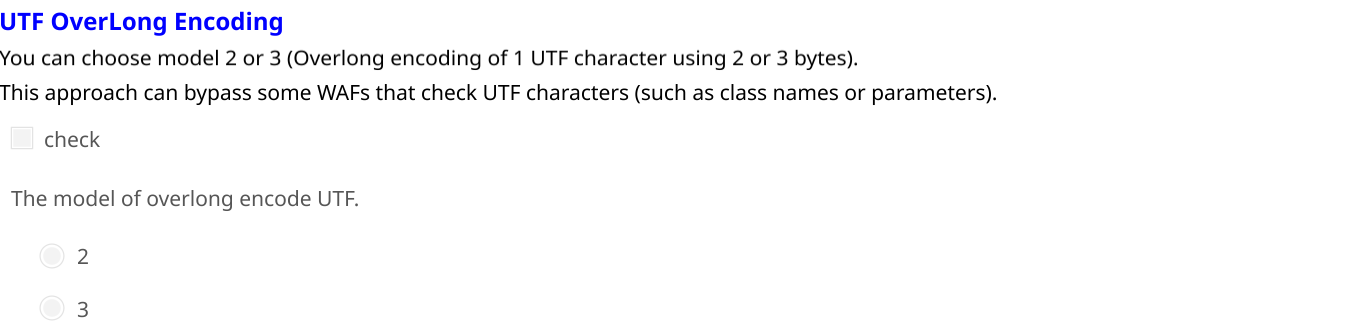 UTF OverLong Encoding
You can choose model 2 or 3 (Overlong encoding of 1 UTF character using 2 or 3 bytes).
This approach can bypass some WAFs that check UTF characters (such as class names or parameters).
check
The model of overlong encode UTF.
2
3